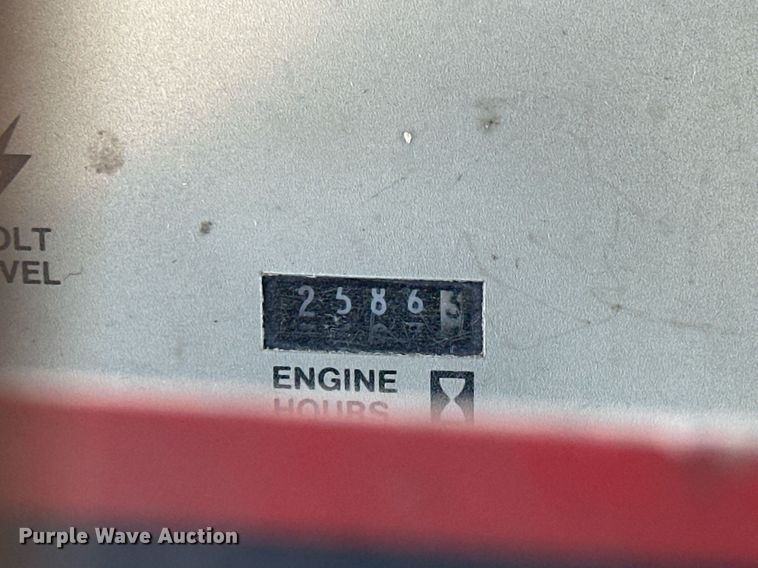 OLT
VEL
2586
ENGINE
HOURS
Purple Wave Auction